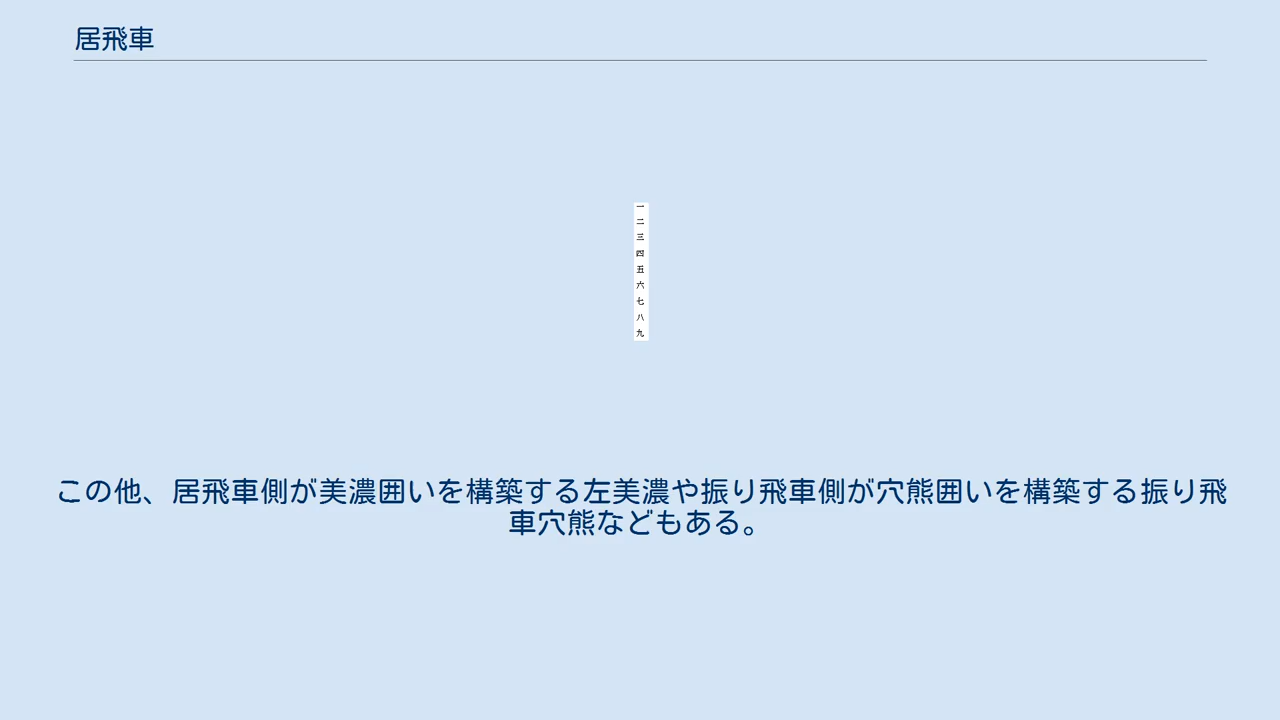 居飛車
一
二
三
四
五
六
七
八
九
この他、居飛車側が美濃囲いを構築する左美濃や振り飛車側が穴熊囲いを構築する振り飛
車穴熊などもある。